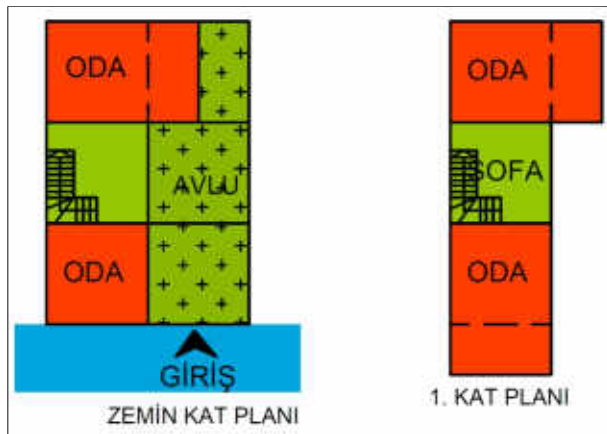 ODA
AVLU
ODA
GİRİŞ
ZEMİN KAT PLANI
ODA
SOFA
ODA
1. KAT PLANI